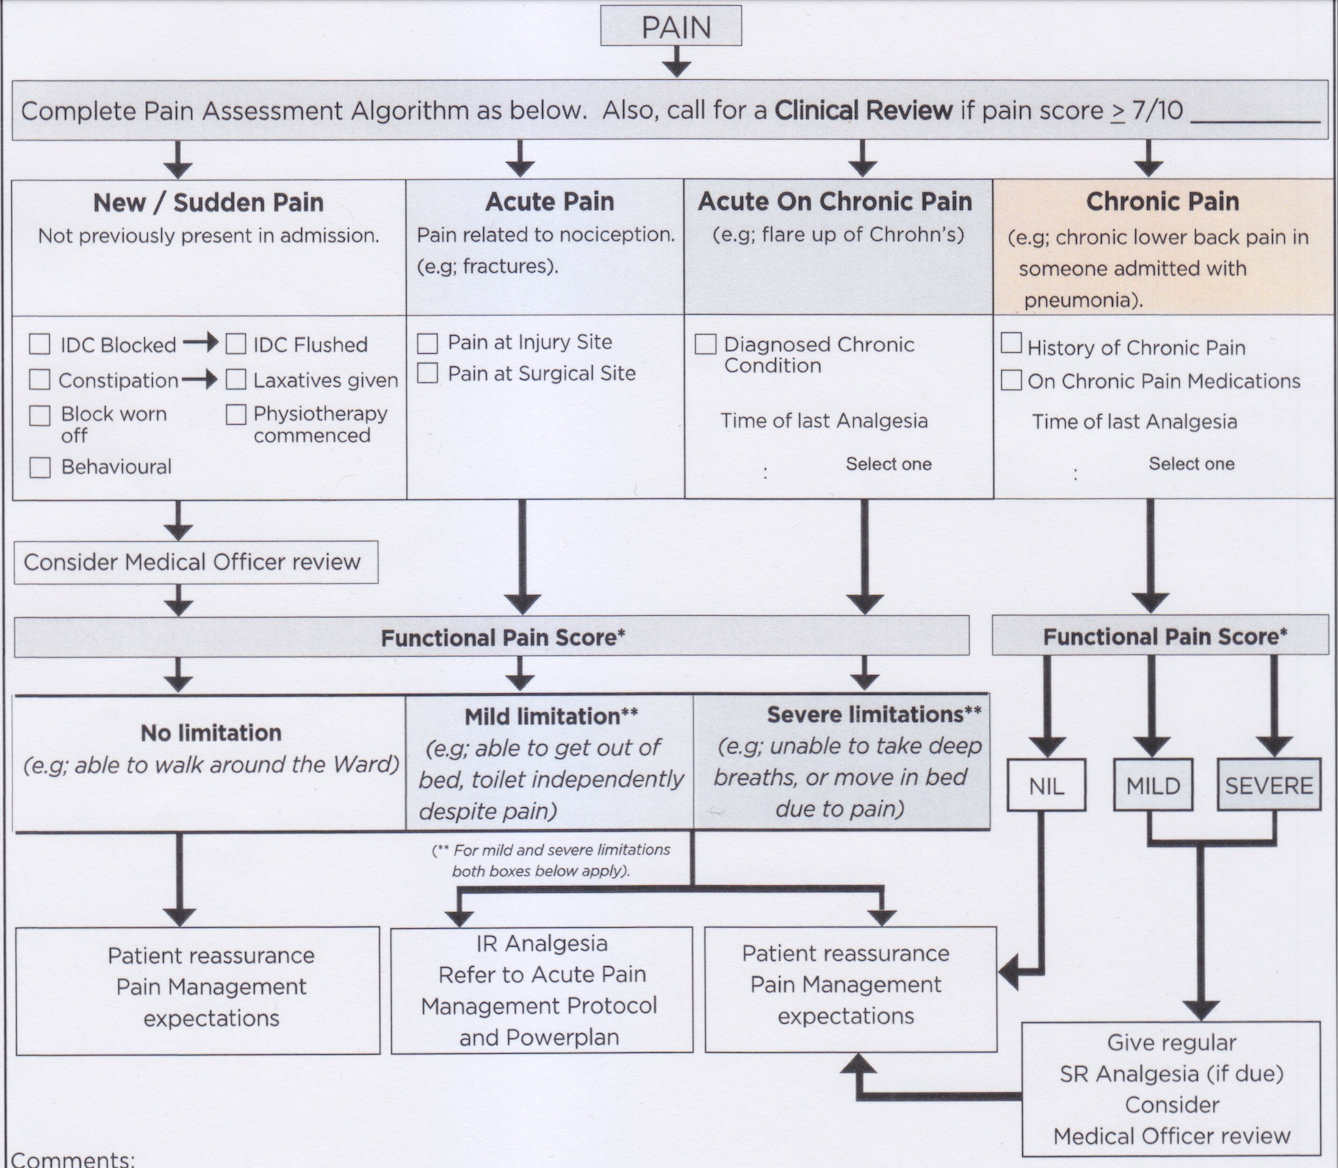 PAIN
Complete Pain Assessment Algorithm as below. Also, call for a Clinical Review if pain score ≥ 7/10 ____________
New / Sudden Pain
Not previously present in admission.
Acute Pain
Pain related to nociception.
(e.g; fractures).
Acute On Chronic Pain
(e.g; flare up of Chrohn's)
Chronic Pain
(e.g; chronic lower back pain in
someone admitted with
pneumonia).
IDC Blocked
IDC Flushed
Constipation
Laxatives given
Block worn
off
Physiotherapy
commenced
Behavioural
Pain at Injury Site
Pain at Surgical Site
Diagnosed Chronic
Condition
Time of last Analgesia
: Select one
History of Chronic Pain
On Chronic Pain Medications
Time of last Analgesia
: Select one
Consider Medical Officer review
Functional Pain Score*
Functional Pain Score*
No limitation
(e.g; able to walk around the Ward)
Mild limitation**
(e.g; able to get out of
bed, toilet independently
despite pain)
Severe limitations**
(e.g; unable to take deep
breaths, or move in bed
due to pain)
NIL
MILD
SEVERE
(** For mild and severe limitations
both boxes below apply).
Patient reassurance
Pain Management
expectations
IR Analgesia
Refer to Acute Pain
Management Protocol
and Powerplan
Patient reassurance
Pain Management
expectations
Give regular
SR Analgesia (if due)
Consider
Medical Officer review
Comments: